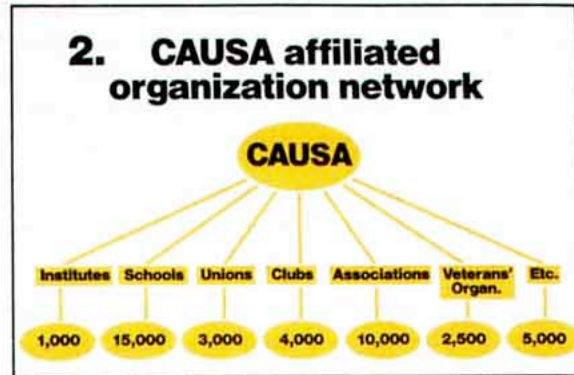 2. CAUSA affiliated
organization network
CAUSA
Institutes Schools Unions Clubs Associations Veterans' Organ. Etc.
1,000 15,000 3,000 4,000 10,000 2,500 5,000